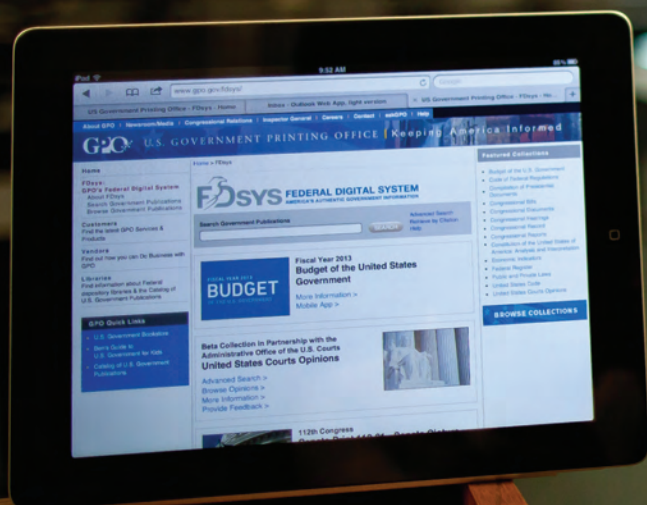 iPod
9:52 AM
www.gpo.gov/fdsys/
US Government Printing Office - FDsys - Home
Inbox - Outlook Web App, light version
US Government Printing Office - FDsys - Ho...
About GPO | Newsroom/Media | Congressional Relations | Inspector General | Careers | Contact | askGPO | Help
GPO U.S. GOVERNMENT PRINTING OFFICE | Keeping America Informed
Home
FDsys:
GPO's Federal Digital System
About FDsys
Search Government Publications
Browse Government Publications
Customers
Find the latest GPO Services &
Products
Vendors
Find out how you can Do Business with
GPO
Libraries
Find information about Federal
depository libraries & the Catalog of
U.S. Government Publications
GPO Quick Links
U.S. Government Bookstore
Ben's Guide to
U.S. Government for Kids
Catalog of U.S. Government
Publications
Home > FDsys
FDSYS FEDERAL DIGITAL SYSTEM
AMERICA'S AUTHENTIC GOVERNMENT INFORMATION
Search Government Publications
SEARCH
Advanced Search
Retrieve by Citation
Help
FISCAL YEAR 2013
BUDGET
OF THE U.S. GOVERNMENT
Fiscal Year 2013
Budget of the United States
Government
More Information >
Mobile App >
Beta Collection in Partnership with the
Administrative Office of the U.S. Courts
United States Courts Opinions
Advanced Search >
Browse Opinions >
More Information >
Provide Feedback >
112th Congress
Featured Collections
Budget of the U.S. Government
Code of Federal Regulations
Compilation of Presidential
Documents
Congressional Bills
Congressional Documents
Congressional Hearings
Congressional Record
Congressional Reports
Constitution of the United States of
America: Analysis and Interpretation
Economic Indicators
Federal Register
Public and Private Laws
United States Code
United States Courts Opinions
BROWSE COLLECTIONS